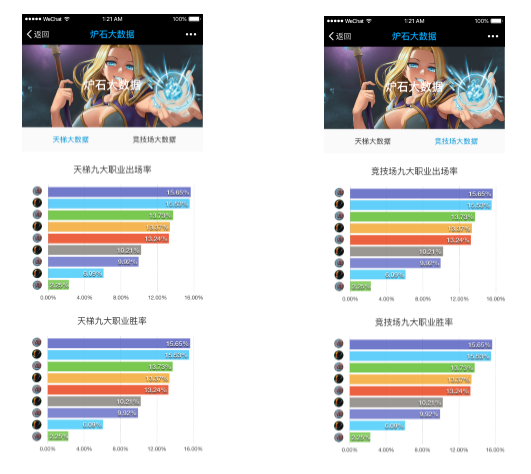 ●●●●● WeChat 1:21 AM 100%
返回 炉石大数据 •••
炉石大数据
天梯大数据 竞技场大数据
天梯九大职业出场率
15.65%
15.53%
13.73%
13.37%
13.24%
10.21%
9.92%
6.09%
2.25%
0.00% 4.00% 8.00% 12.00% 16.00%
天梯九大职业胜率
15.65%
15.53%
13.73%
13.37%
13.24%
10.21%
9.92%
6.09%
2.25%
0.00% 4.00% 8.00% 12.00% 16.00%
●●●●● WeChat 1:21 AM 100%
返回 炉石大数据 •••
炉石大数据
天梯大数据 竞技场大数据
竞技场九大职业出场率
15.65%
15.53%
13.73%
13.37%
13.24%
10.21%
9.92%
6.09%
2.25%
0.00% 4.00% 8.00% 12.00% 16.00%
竞技场九大职业胜率
15.65%
15.53%
13.73%
13.37%
13.24%
10.21%
9.92%
6.09%
2.25%
0.00% 4.00% 8.00% 12.00% 16.00%